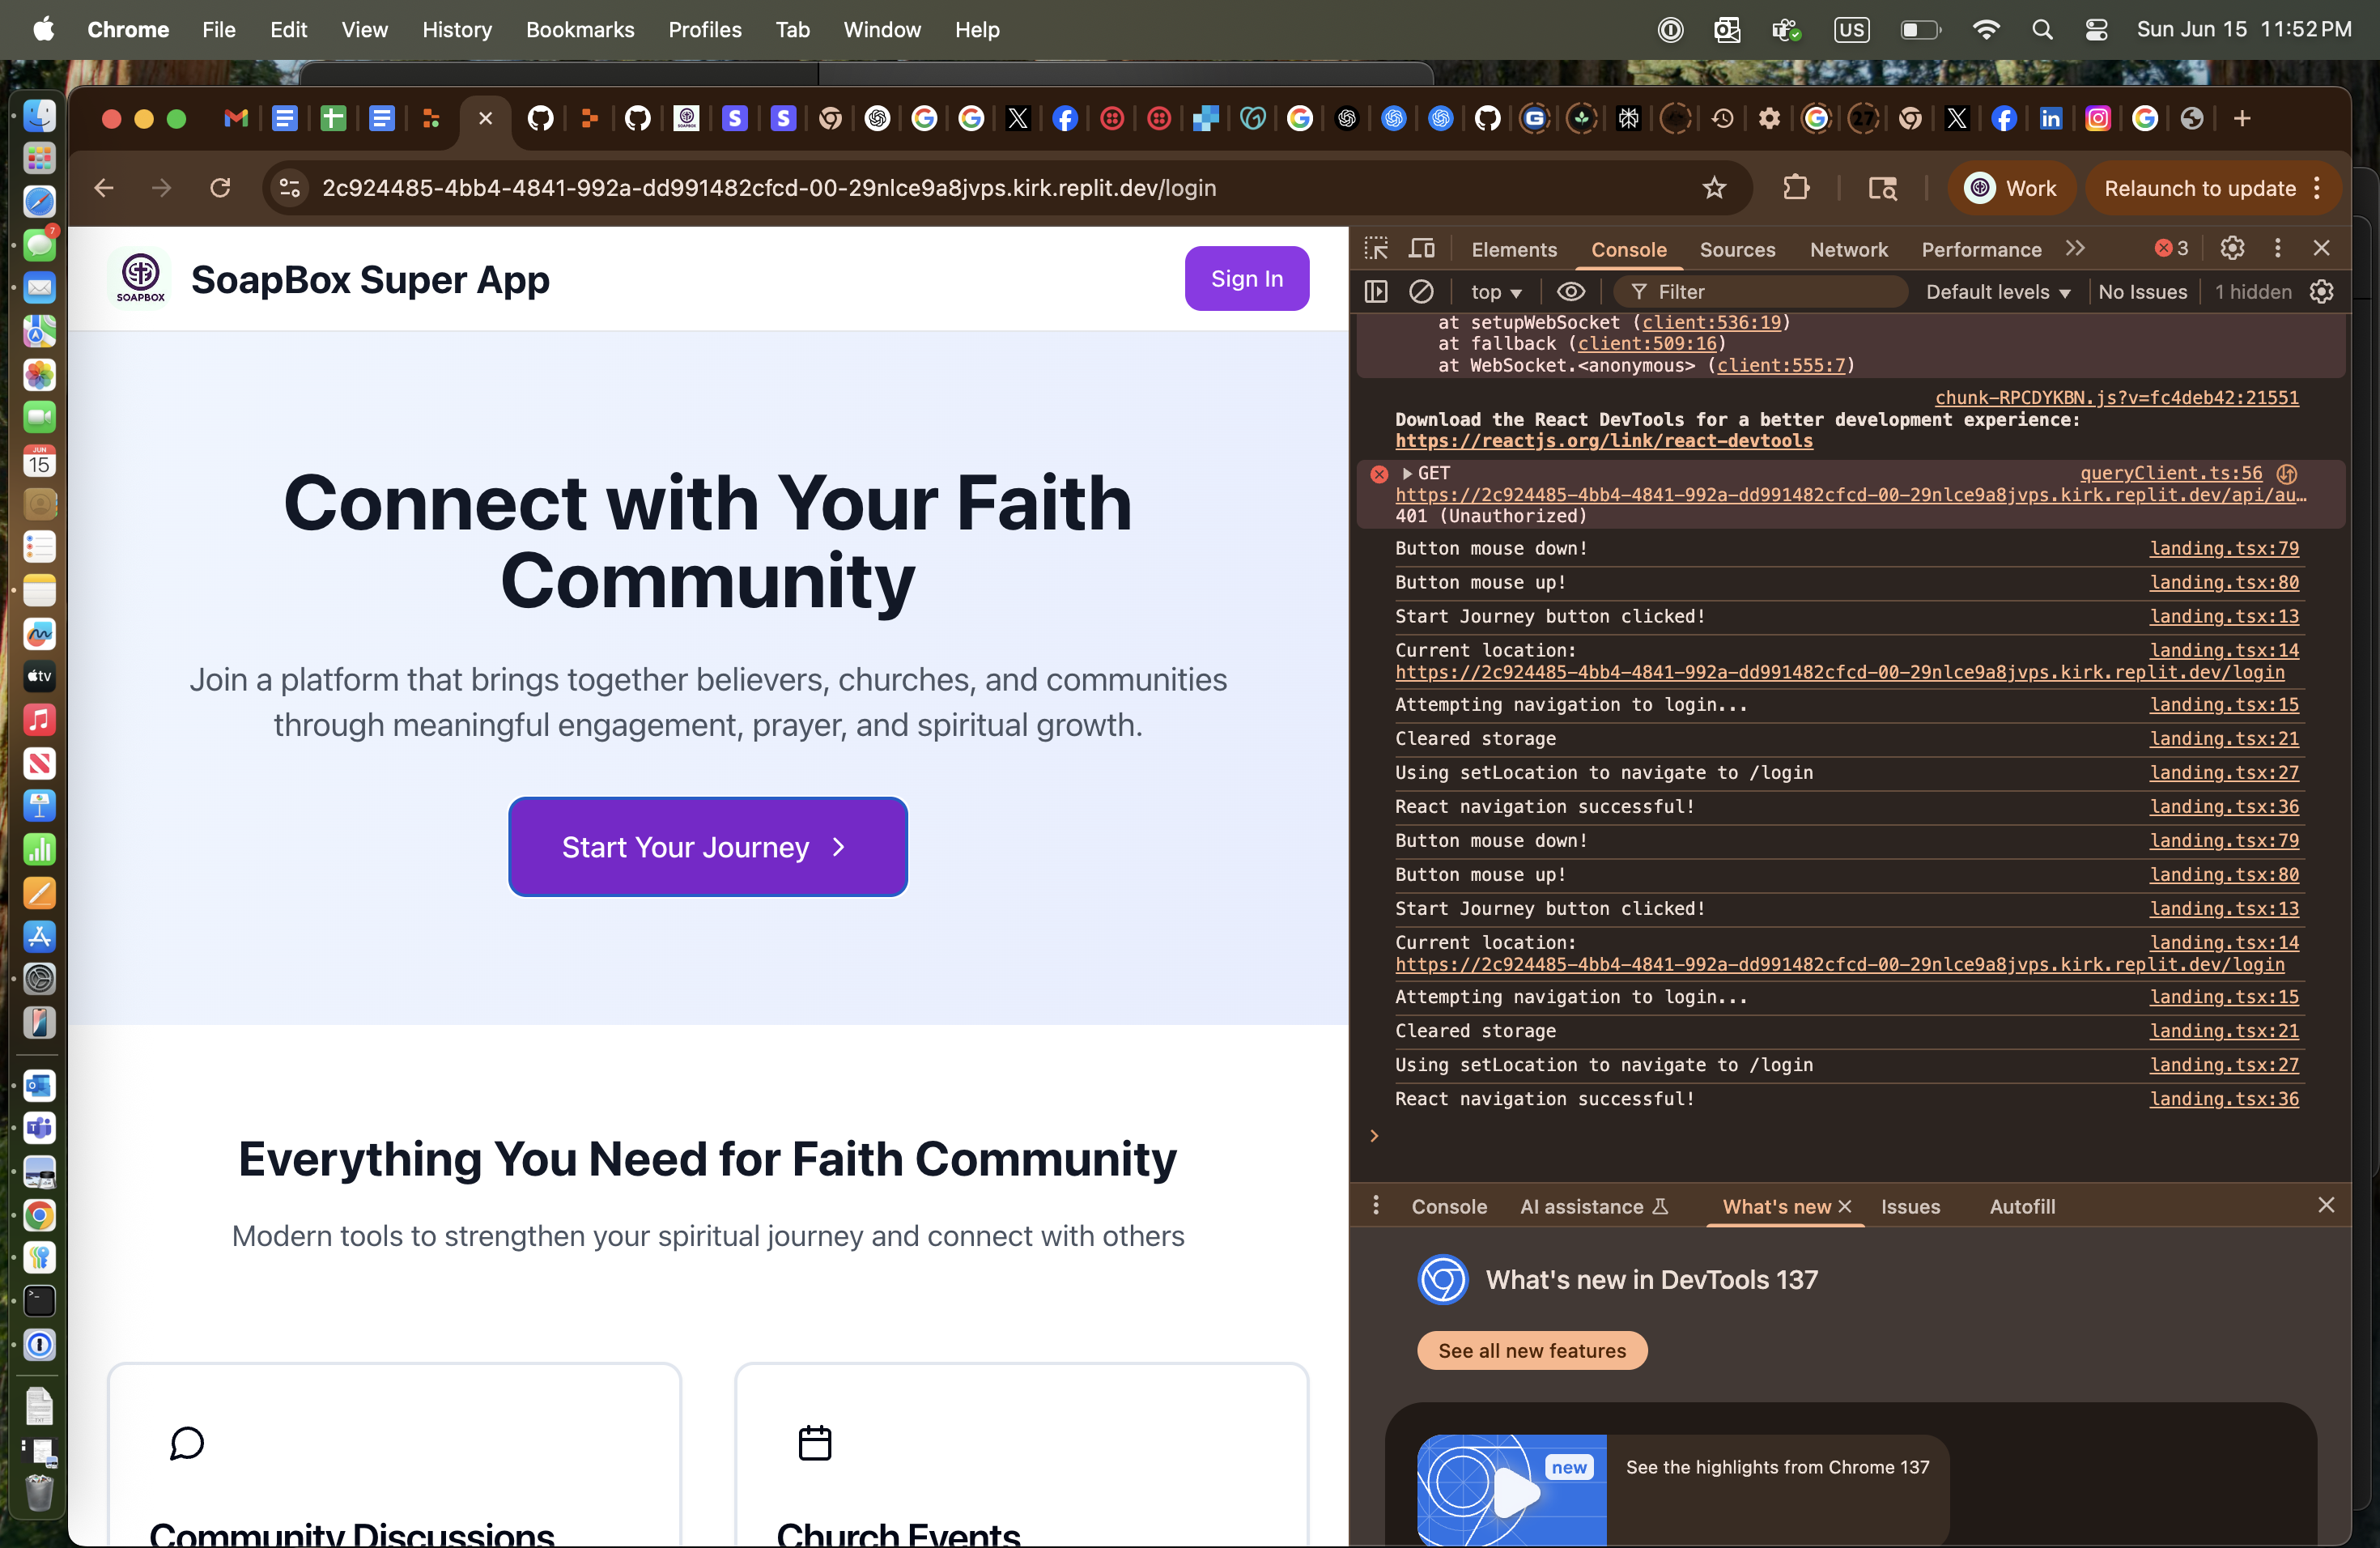 Chrome File Edit View History Bookmarks Profiles Tab Window Help US Sun Jun 15 11:52 PM
2c924485-4bb4-4841-992a-dd991482cfcd-00-29nlce9a8jvps.kirk.replit.dev/login Work Relaunch to update
SOAPBOX
SoapBox Super App
Sign In
Connect with Your Faith
Community
Join a platform that brings together believers, churches, and communities
through meaningful engagement, prayer, and spiritual growth.
Start Your Journey
Everything You Need for Faith Community
Modern tools to strengthen your spiritual journey and connect with others
Community Discussions
Church Events
Elements Console Sources Network Performance 3
top Filter Default levels No Issues 1 hidden
at setupWebSocket (client:536:19)
at fallback (client:509:16)
at WebSocket.<anonymous> (client:555:7)
chunk-RPCDYKBN.js?v=fc4deb42:21551
Download the React DevTools for a better development experience:
https://reactjs.org/link/react-devtools
GET queryClient.ts:56
https://2c924485-4bb4-4841-992a-dd991482cfcd-00-29nlce9a8jvps.kirk.replit.dev/api/au…
401 (Unauthorized)
Button mouse down! landing.tsx:79
Button mouse up! landing.tsx:80
Start Journey button clicked! landing.tsx:13
Current location: landing.tsx:14
https://2c924485-4bb4-4841-992a-dd991482cfcd-00-29nlce9a8jvps.kirk.replit.dev/login
Attempting navigation to login... landing.tsx:15
Cleared storage landing.tsx:21
Using setLocation to navigate to /login landing.tsx:27
React navigation successful! landing.tsx:36
Button mouse down! landing.tsx:79
Button mouse up! landing.tsx:80
Start Journey button clicked! landing.tsx:13
Current location: landing.tsx:14
https://2c924485-4bb4-4841-992a-dd991482cfcd-00-29nlce9a8jvps.kirk.replit.dev/login
Attempting navigation to login... landing.tsx:15
Cleared storage landing.tsx:21
Using setLocation to navigate to /login landing.tsx:27
React navigation successful! landing.tsx:36
Console AI assistance What's new Issues Autofill
What's new in DevTools 137
See all new features
new
See the highlights from Chrome 137
7
JUN
15
tv